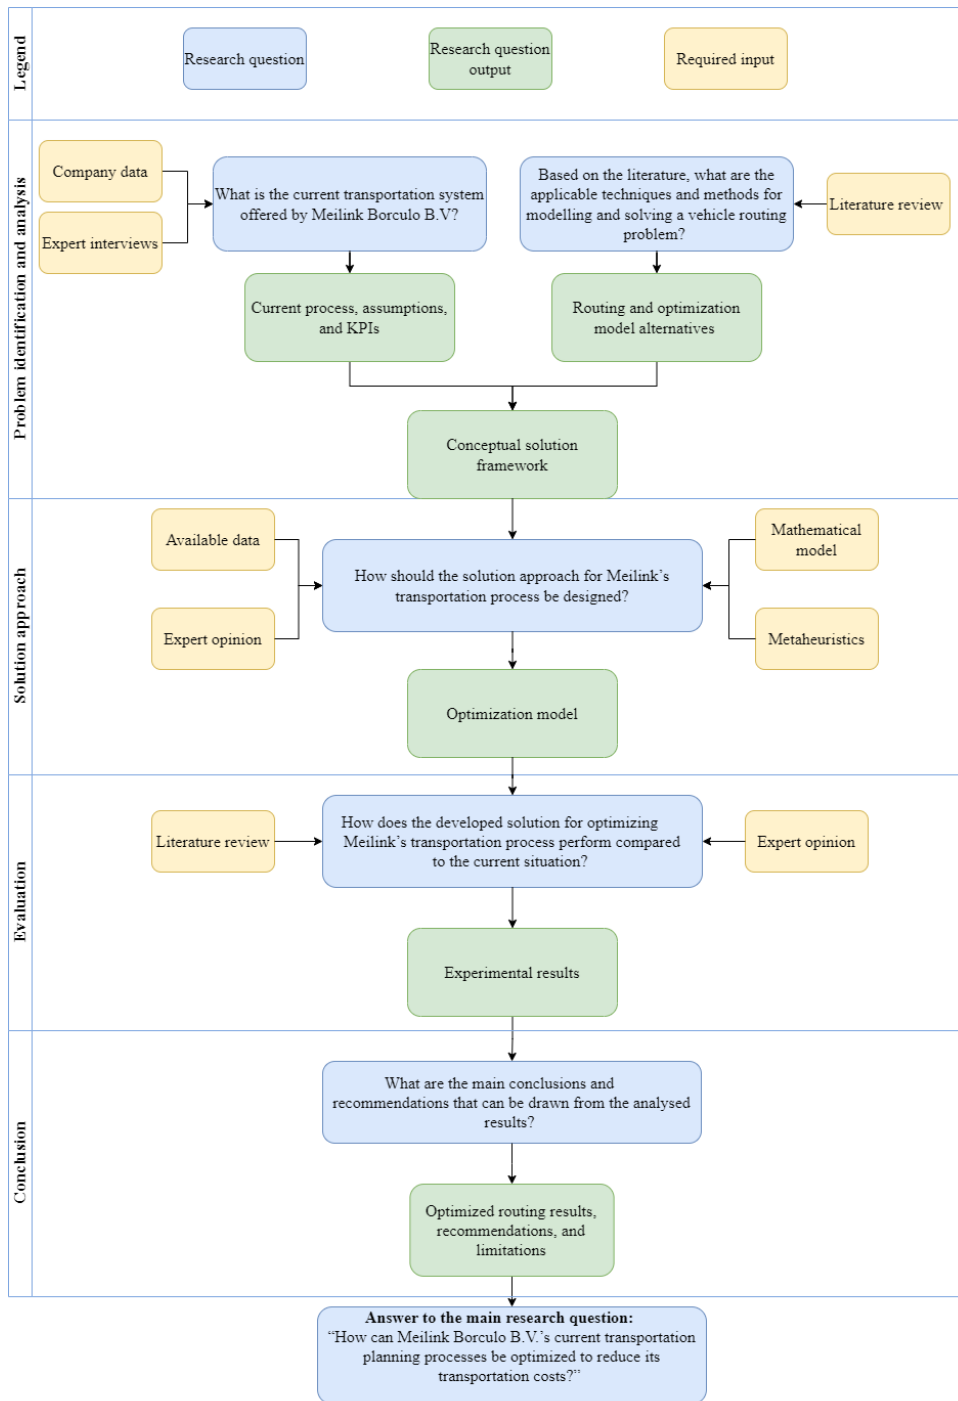 Legend
Research question
Research question
output
Required input
Problem identification and analysis
Company data
Expert interviews
What is the current transportation system
offered by Meilink Borculo B.V?
Based on the literature, what are the
applicable techniques and methods for
modelling and solving a vehicle routing
problem?
Literature review
Current process, assumptions,
and KPIs
Routing and optimization
model alternatives
Conceptual solution
framework
Solution approach
Available data
Expert opinion
How should the solution approach for Meilink’s
transportation process be designed?
Mathematical
model
Metaheuristics
Optimization model
Evaluation
Literature review
How does the developed solution for optimizing
Meilink’s transportation process perform compared
to the current situation?
Expert opinion
Experimental results
Conclusion
What are the main conclusions and
recommendations that can be drawn from the analysed
results?
Optimized routing results,
recommendations, and
limitations
Answer to the main research question:
“How can Meilink Borculo B.V.’s current transportation
planning processes be optimized to reduce its
transportation costs?”